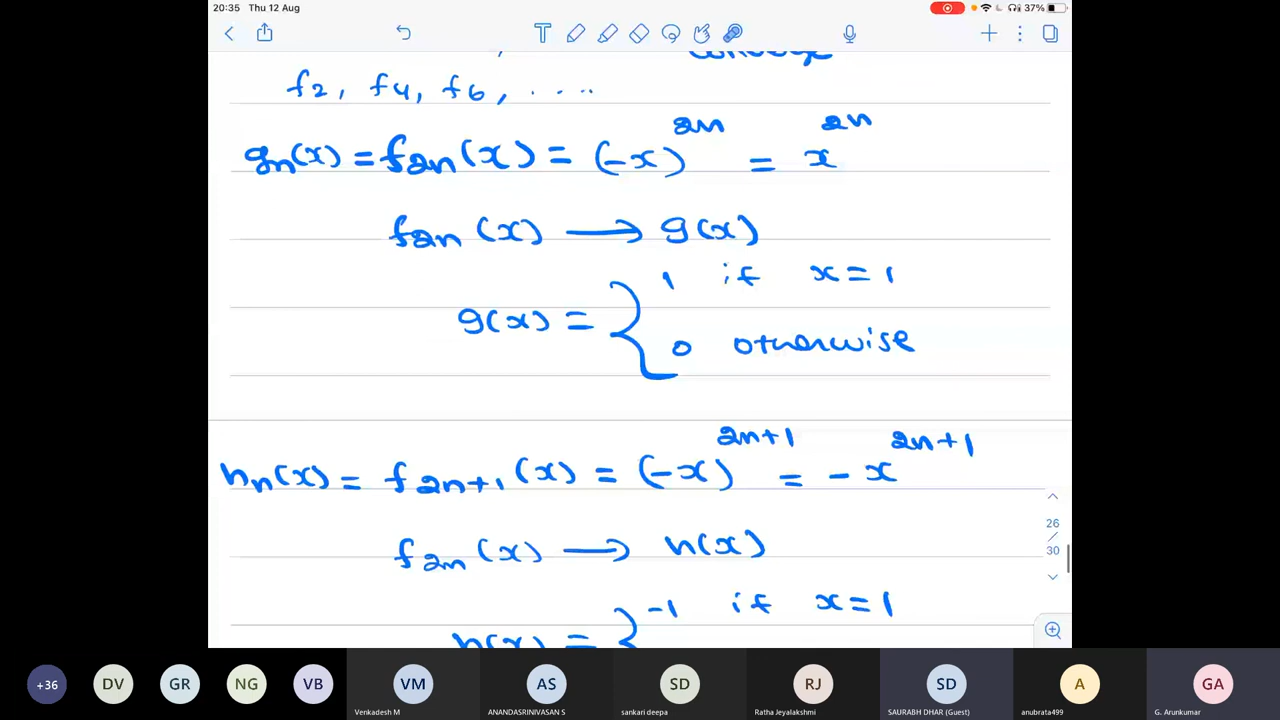 20:35 Thu 12 Aug
37%
T
converge
f2, f4, f6, ....
gn(x) = f2n(x) = (-x)^2n = x^2n
f2n(x) → g(x)
g(x) = { 1 if x = 1
0 otherwise
hn(x) = f2n+1(x) = (-x)^2n+1 = -x^2n+1
f2n(x) → h(x)
h(x) = { -1 if x = 1
26
/
30
+36
DV
GR
NG
VB
VM
AS
SD
RJ
SD
A
GA
Venkadesh M
ANANDASRINIVASAN S
sankari deepa
Ratha Jeyalakshmi
SAURABH DHAR (Guest)
anubrata499
G. Arunkumar